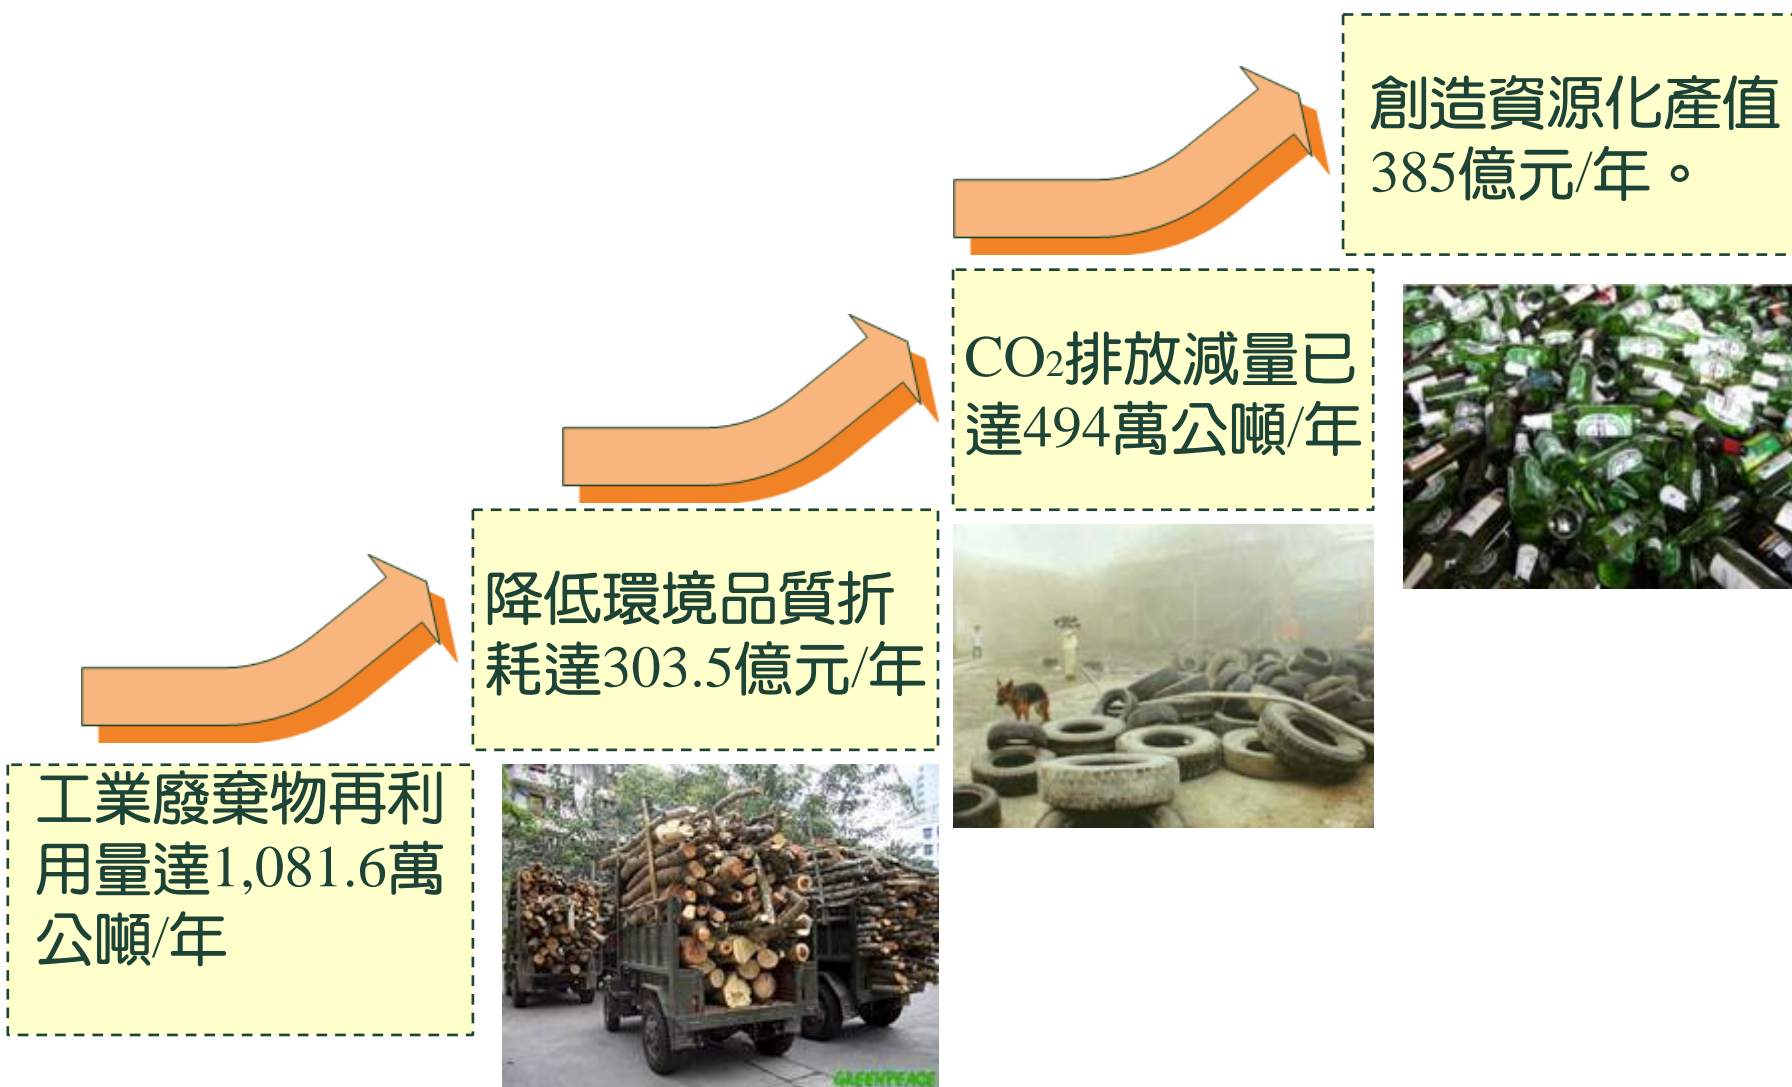 創造資源化產值
385億元/年。
CO₂排放減量已
達494萬公噸/年
降低環境品質折
耗達303.5億元/年
工業廢棄物再利
用量達1,081.6萬
公噸/年
GREENPEACE